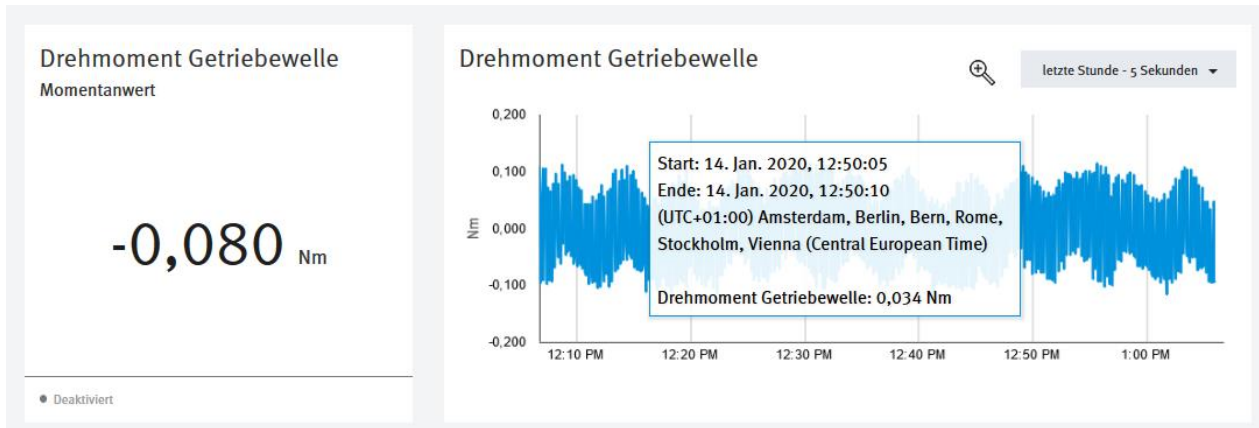 Drehmoment Getriebewelle
Momentanwert
-0,080 Nm
Deaktiviert
Drehmoment Getriebewelle
letzte Stunde - 5 Sekunden
0,200
0,100
0,000
-0,100
-0,200
Nm
Start: 14. Jan. 2020, 12:50:05
Ende: 14. Jan. 2020, 12:50:10
(UTC+01:00) Amsterdam, Berlin, Bern, Rome,
Stockholm, Vienna (Central European Time)
Drehmoment Getriebewelle: 0,034 Nm
12:10 PM 12:20 PM 12:30 PM 12:40 PM 12:50 PM 1:00 PM